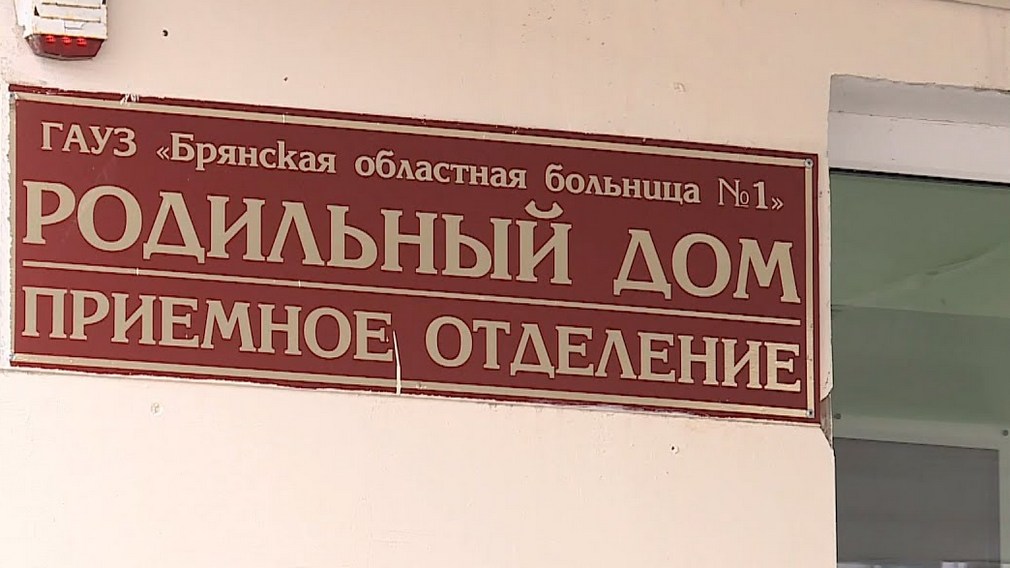 ГАУЗ «Брянская областная больница №1»
РОДИЛЬНЫЙ ДОМ
ПРИЕМНОЕ ОТДЕЛЕНИЕ